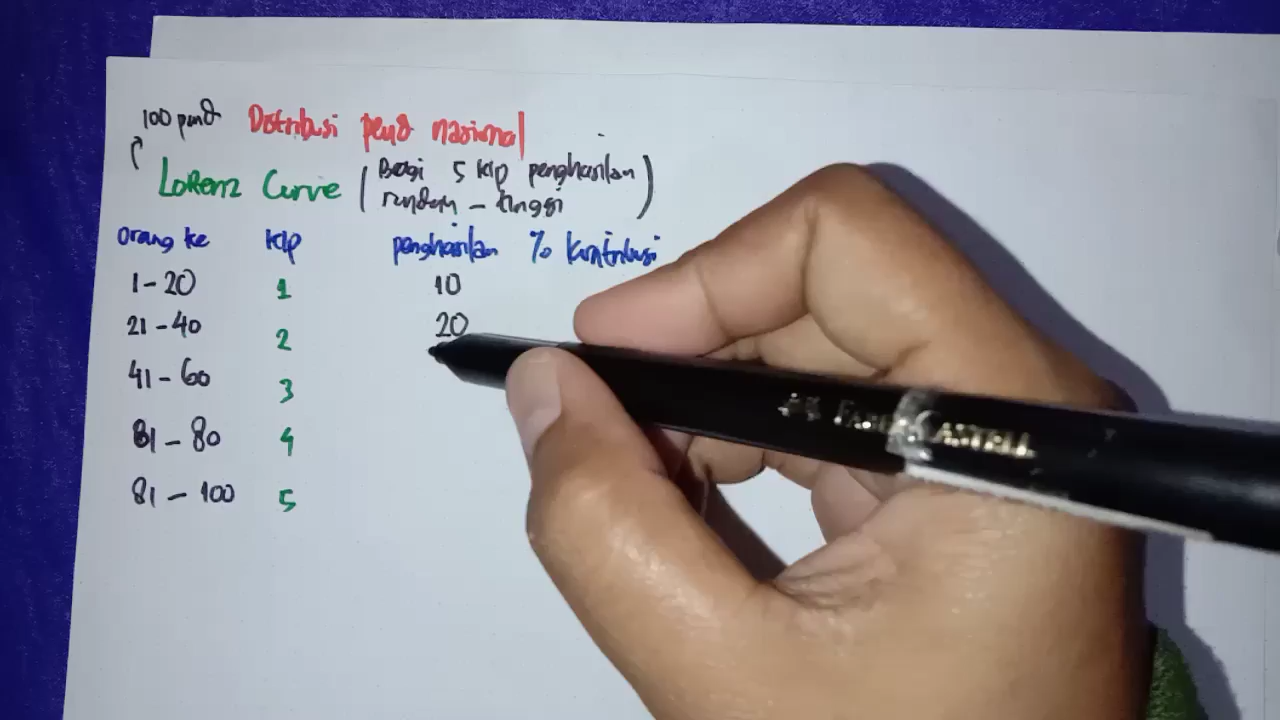 100 pend Distribusi pend nasional
Lorenz Curve (Bagi 5 klp penghasilan
rendah - tinggi)
orang ke klp penghasilan % kontribusi
1-20 1 10
21-40 2 20
41-60 3
81-80 4
81-100 5
FABER-CASTELL